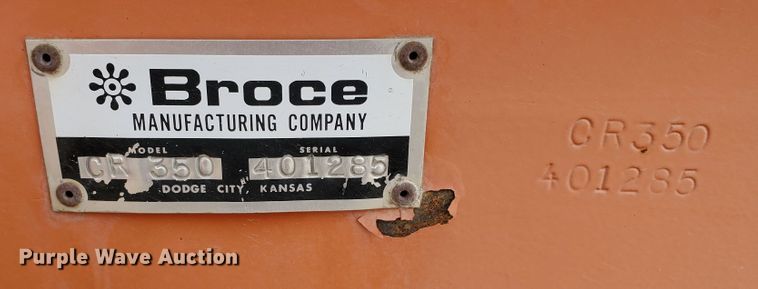 Broce
MANUFACTURING COMPANY
MODEL SERIAL
CR 350 401285
DODGE CITY, KANSAS
CR350
401285
Purple Wave Auction